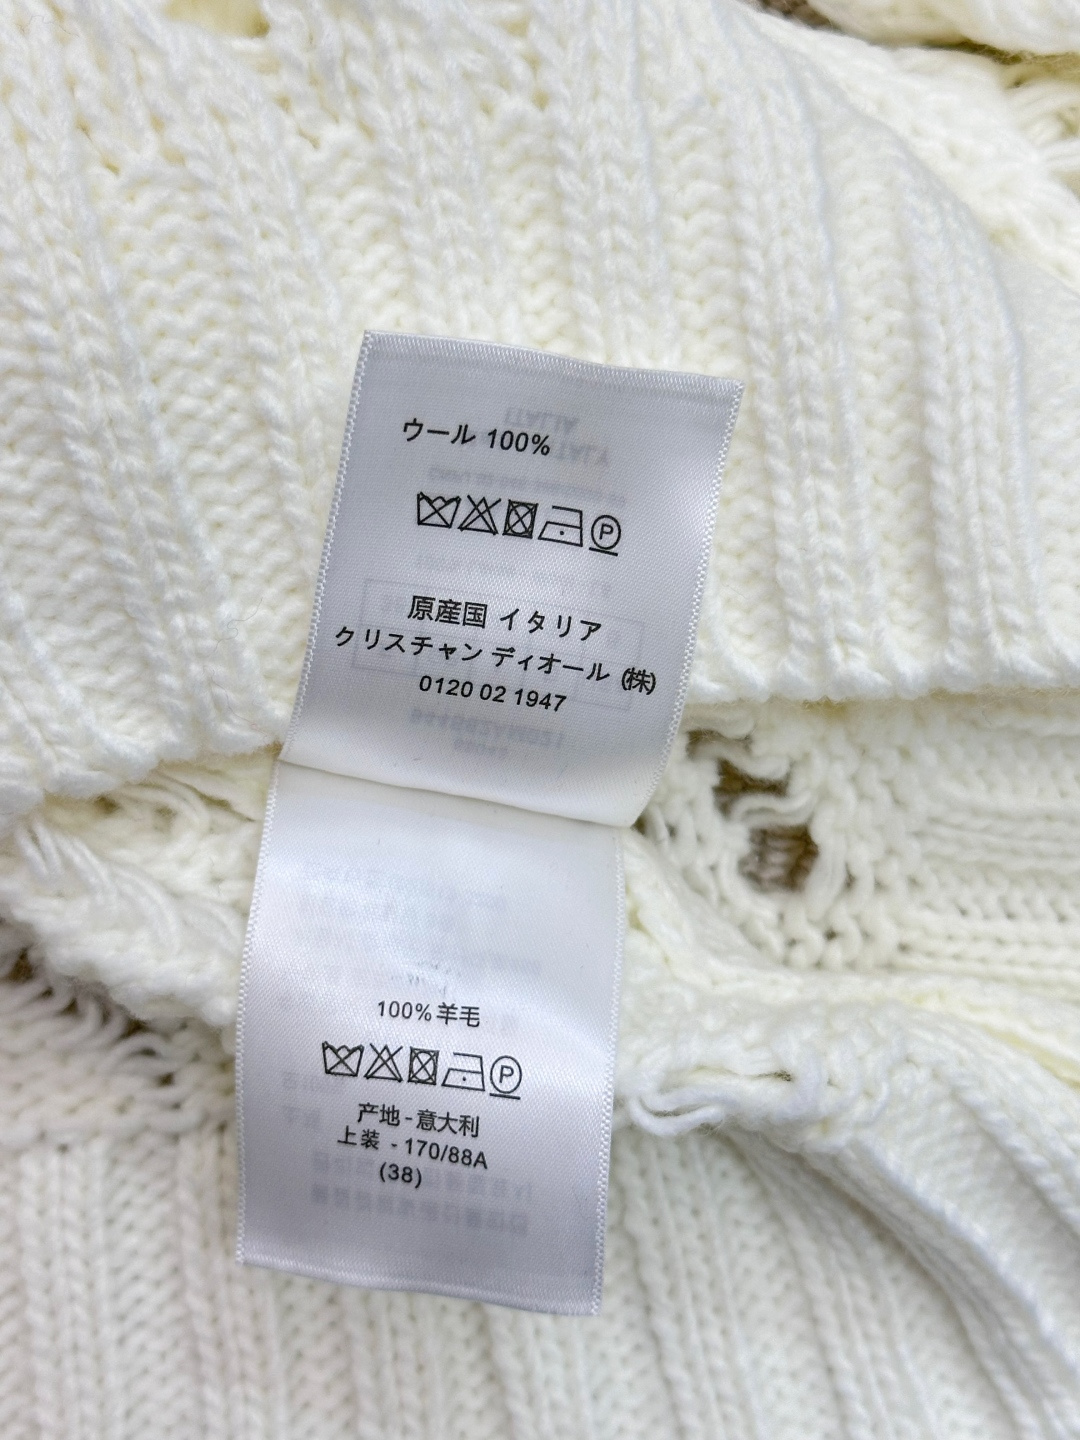 ウール 100%
P
原産国 イタリア
クリスチャン ディオール (株)
0120 02 1947
100%羊毛
P
产地-意大利
上装 -170/88A
(38)